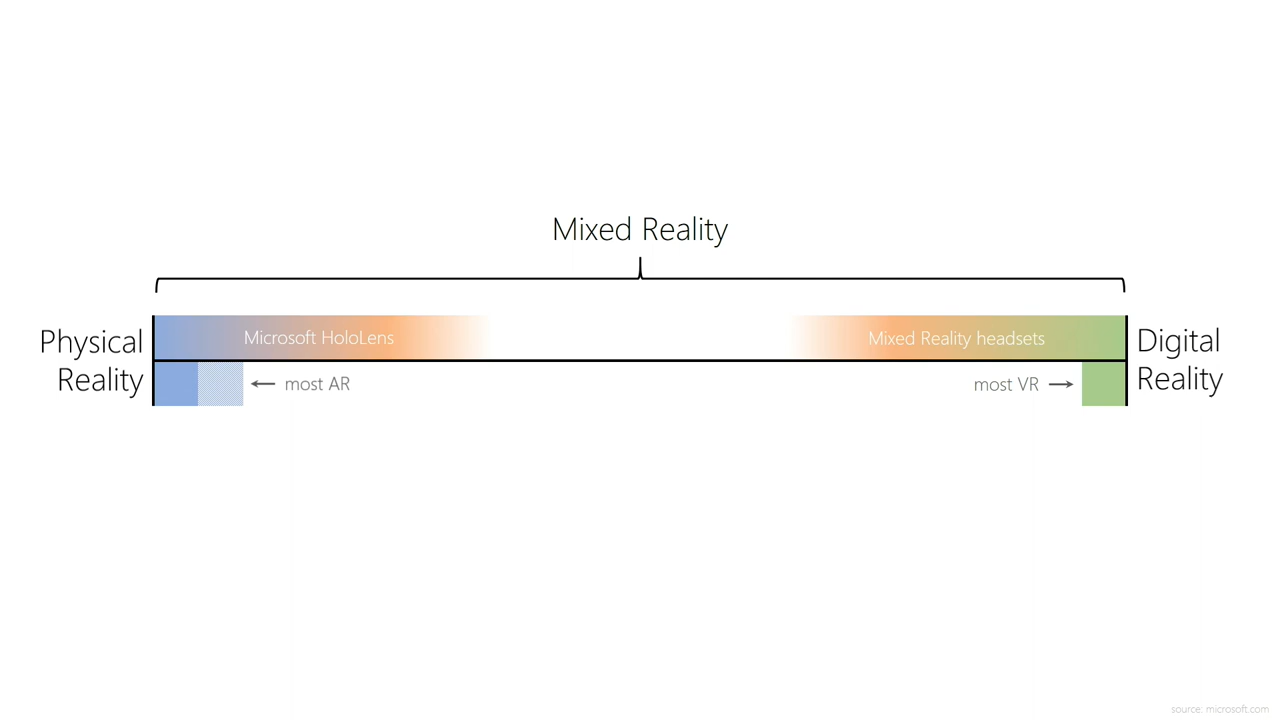 Mixed Reality
Physical
Reality
Microsoft HoloLens
Mixed Reality headsets
Digital
Reality
most AR
most VR
source: microsoft.com